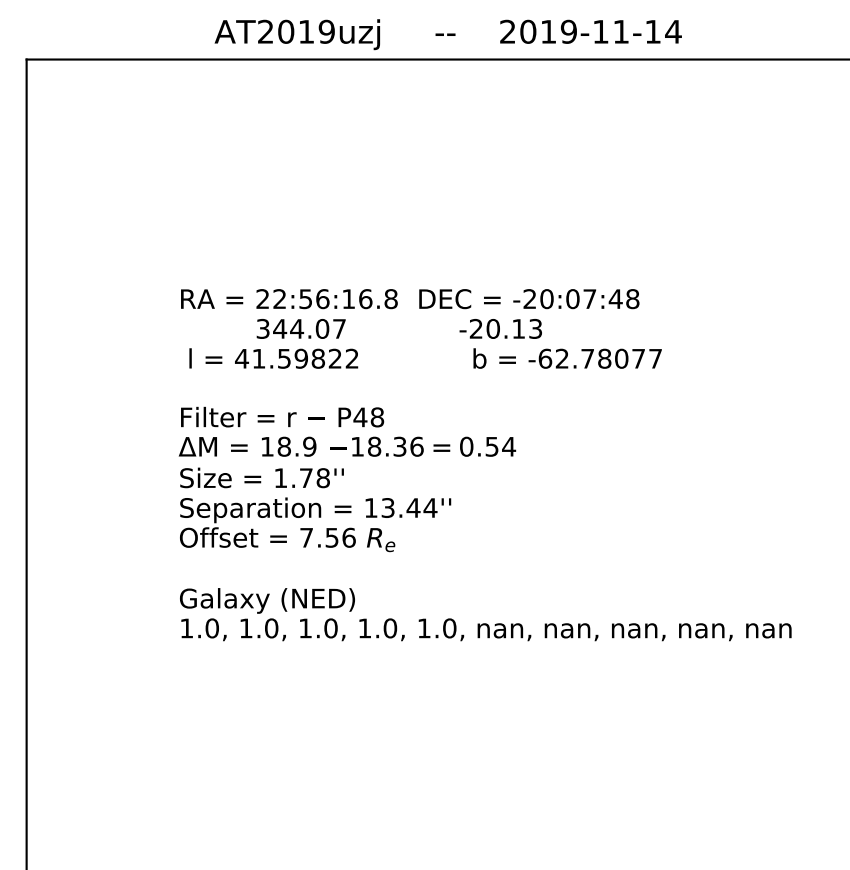 AT2019uzj -- 2019-11-14
RA = 22:56:16.8 DEC = -20:07:48
344.07 -20.13
l = 41.59822 b = -62.78077
Filter = r − P48
ΔM = 18.9 −18.36 = 0.54
Size = 1.78''
Separation = 13.44''
Offset = 7.56 Re
Galaxy (NED)
1.0, 1.0, 1.0, 1.0, 1.0, nan, nan, nan, nan, nan